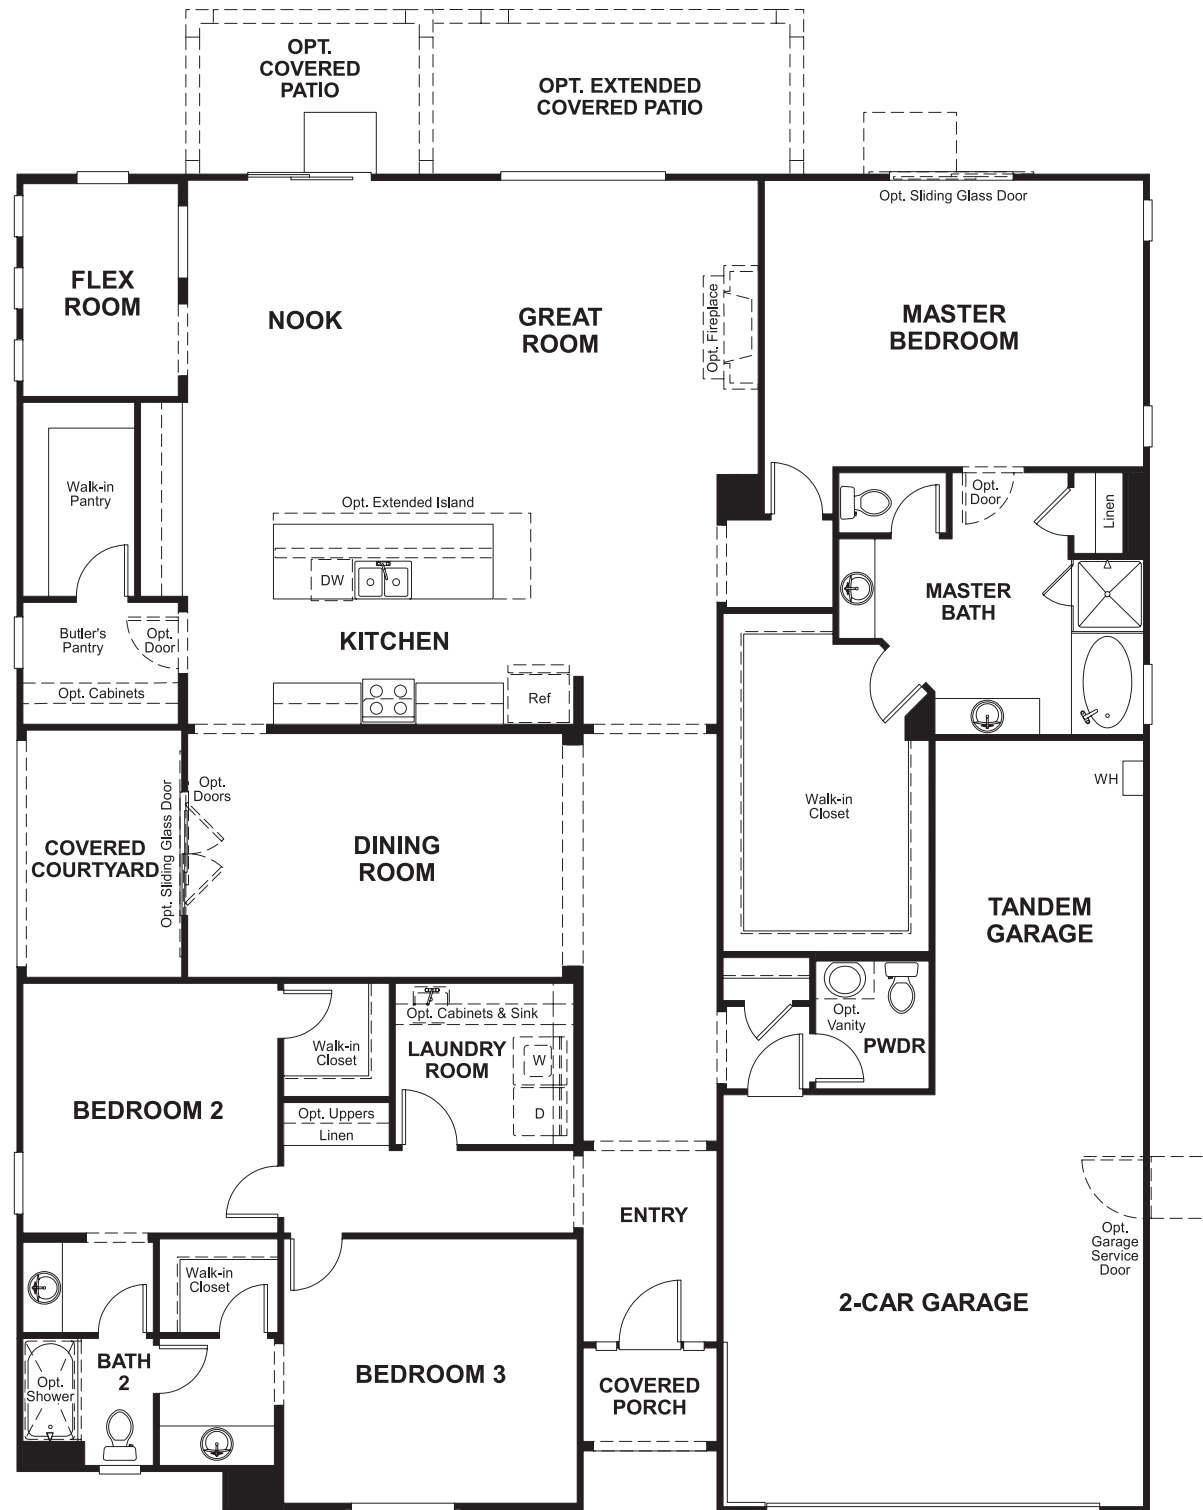 OPT.
COVERED
PATIO
OPT. EXTENDED
COVERED PATIO
Opt. Sliding Glass Door
FLEX
ROOM
NOOK
GREAT
ROOM
Opt. Fireplace
MASTER
BEDROOM
Walk-in
Pantry
Opt. Extended Island
DW
Opt.
Door
Linen
MASTER
BATH
Butler's
Pantry
Opt.
Door
KITCHEN
Opt. Cabinets
Ref
WH
Opt.
Doors
Opt. Sliding Glass Door
COVERED
COURTYARD
DINING
ROOM
Walk-in
Closet
TANDEM
GARAGE
Opt. Cabinets & Sink
Walk-in
Closet
LAUNDRY
ROOM
W
D
Opt.
Vanity
PWDR
BEDROOM 2
Opt. Uppers
Linen
ENTRY
Opt.
Garage
Service
Door
Walk-in
Closet
2-CAR GARAGE
BATH
2
Opt.
Shower
BEDROOM 3
COVERED
PORCH